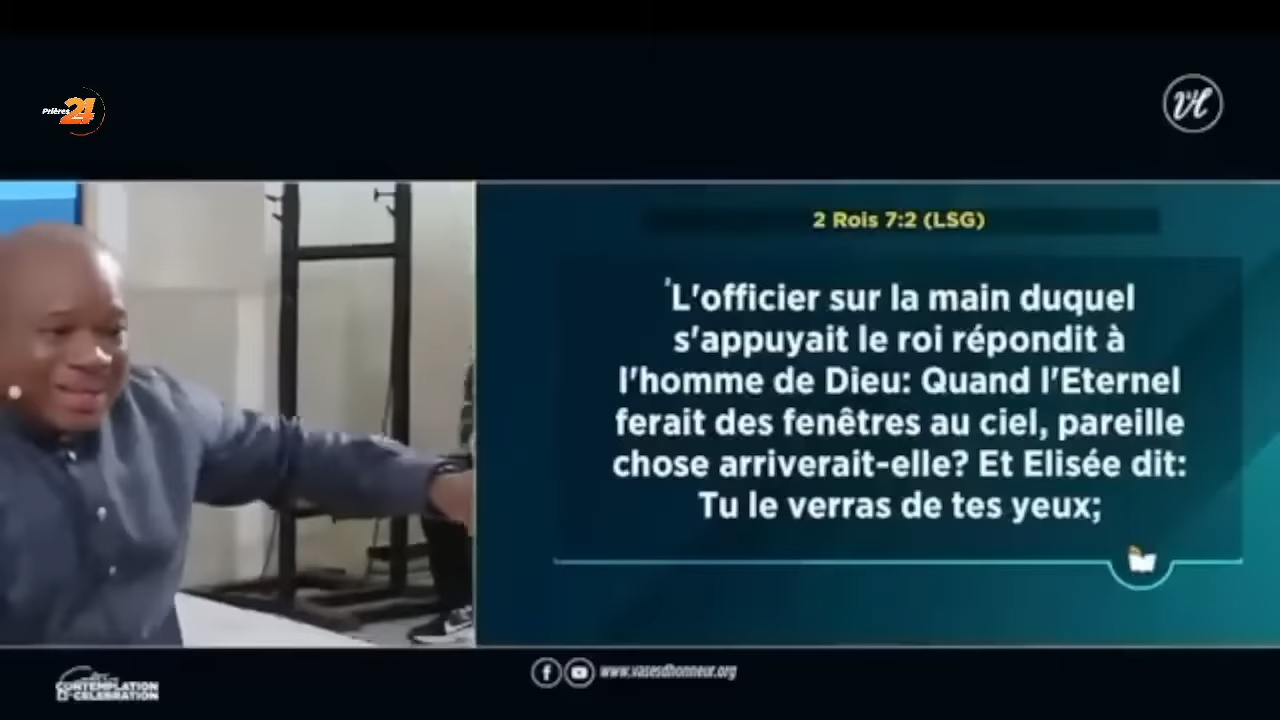 Prières 24
VH
2 Rois 7:2 (LSG)
L'officier sur la main duquel
s'appuyait le roi répondit à
l'homme de Dieu: Quand l'Eternel
ferait des fenêtres au ciel, pareille
chose arriverait-elle? Et Elisée dit:
Tu le verras de tes yeux;
CONTEMPLATION
& CELEBRATION
www.vasesdhonneur.org